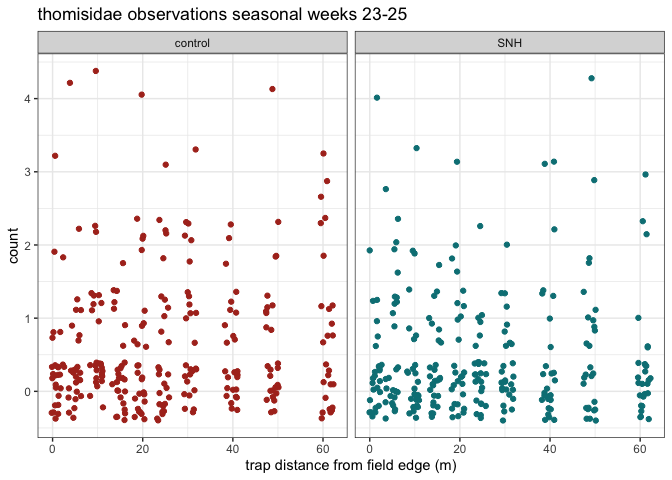 thomisidae observations seasonal weeks 23-25
control
SNH
4
3
2
1
0
count
0 20 40 60
0 20 40 60
trap distance from field edge (m)